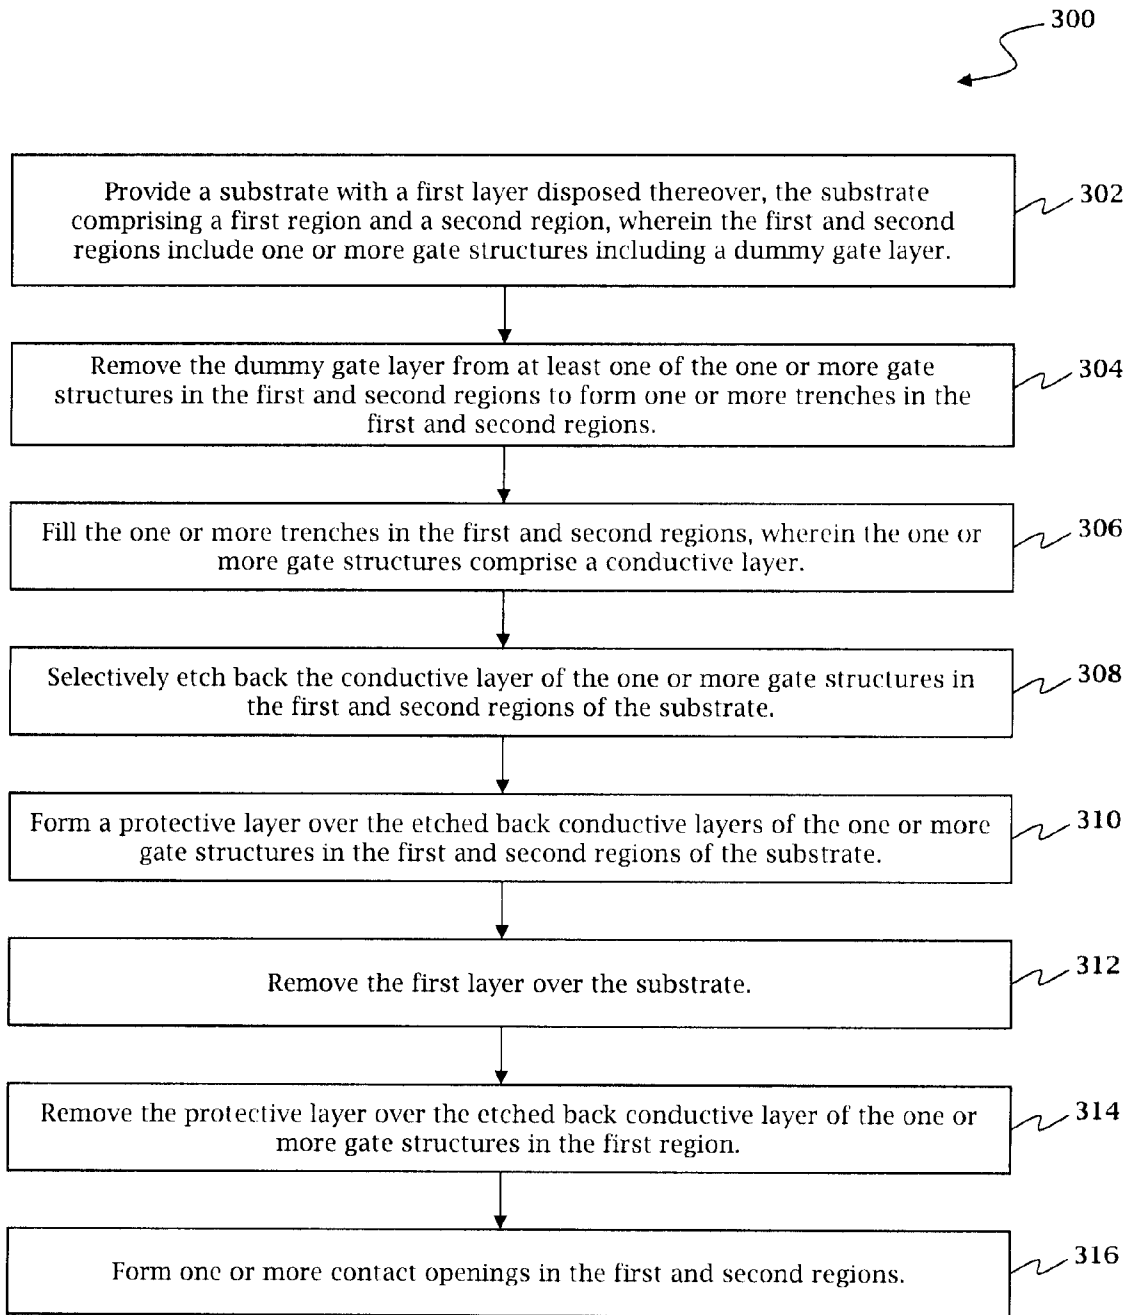 300
Provide a substrate with a first layer disposed thereover, the substrate
comprising a first region and a second region, wherein the first and second
regions include one or more gate structures including a dummy gate layer.
302
Remove the dummy gate layer from at least one of the one or more gate
structures in the first and second regions to form one or more trenches in the
first and second regions.
304
Fill the one or more trenches in the first and second regions, wherein the one or
more gate structures comprise a conductive layer.
306
Selectively etch back the conductive layer of the one or more gate structures in
the first and second regions of the substrate.
308
Form a protective layer over the etched back conductive layers of the one or more
gate structures in the first and second regions of the substrate.
310
Remove the first layer over the substrate.
312
Remove the protective layer over the etched back conductive layer of the one or
more gate structures in the first region.
314
Form one or more contact openings in the first and second regions.
316